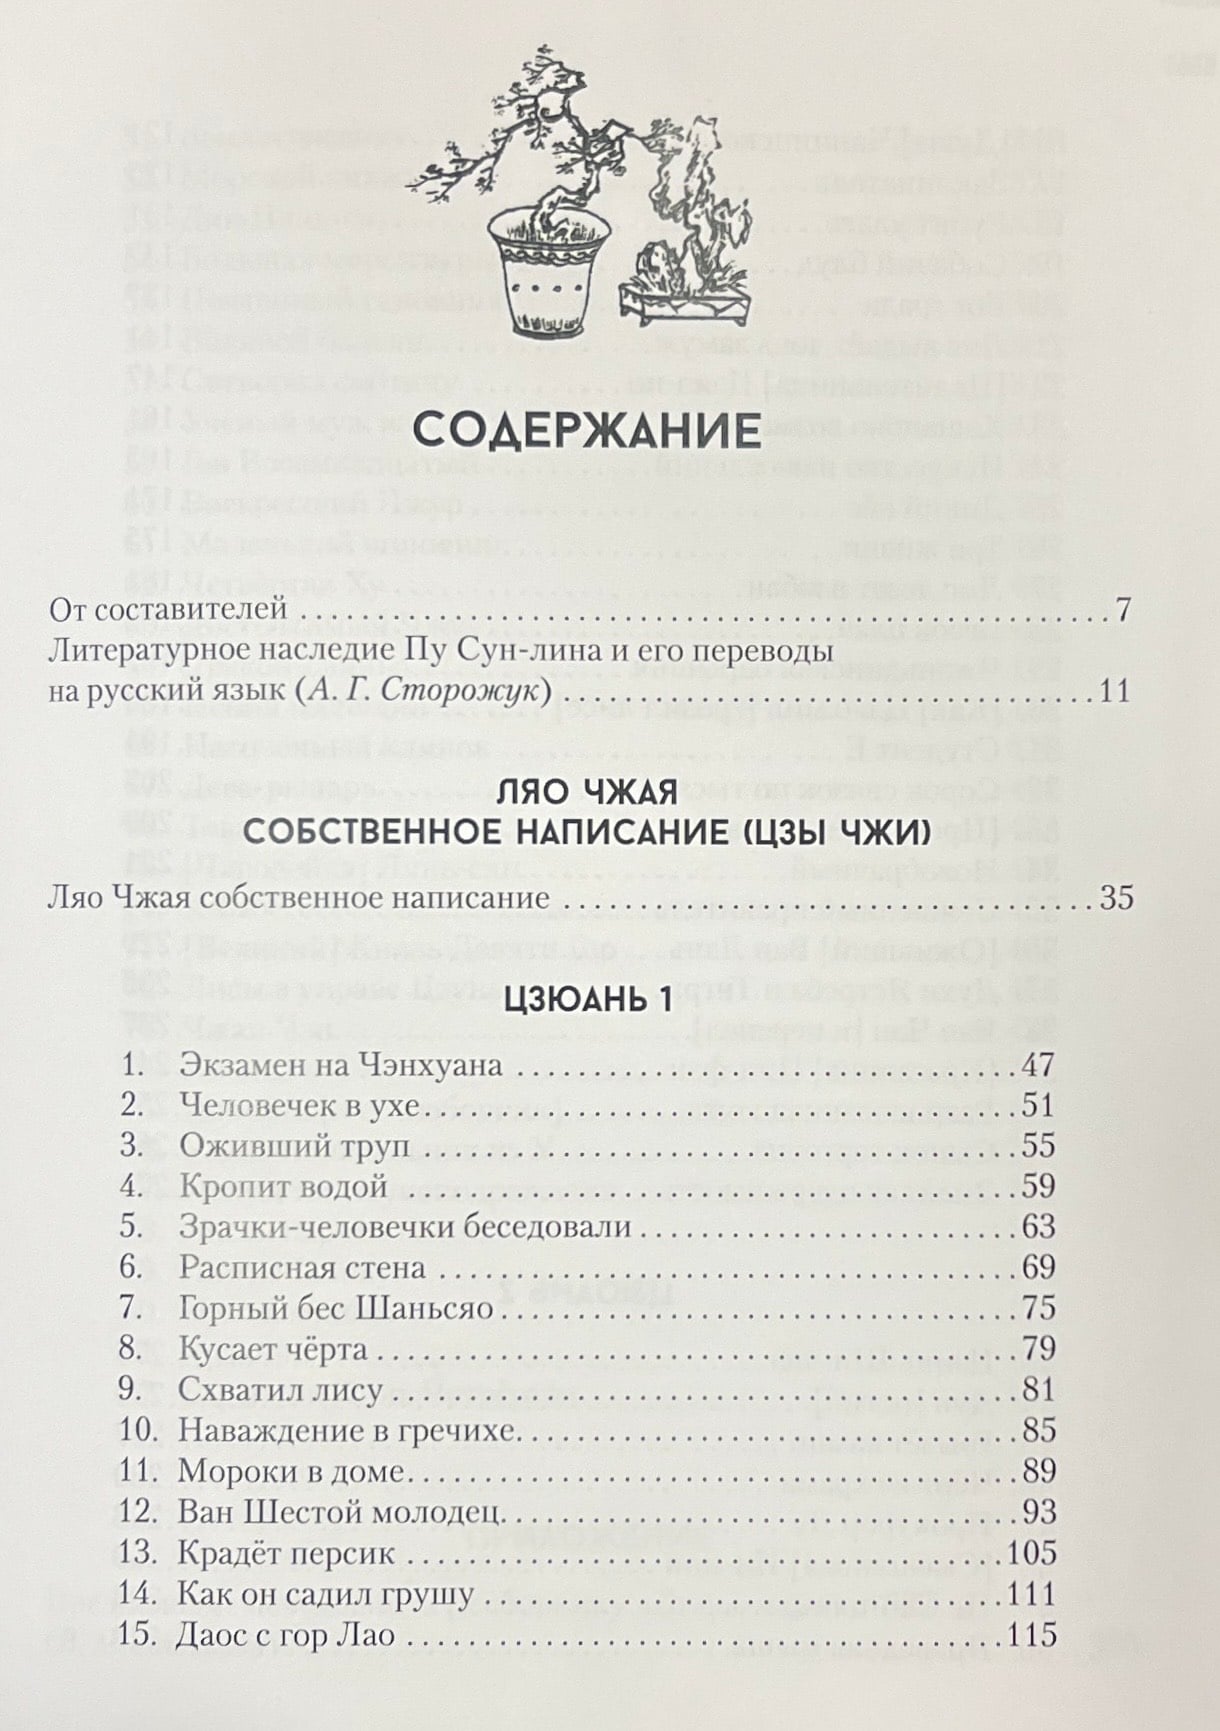 СОДЕРЖАНИЕ
От составителей . . . . . . . . . . . . . . . . . . . . . . . . . . . . . . . . . . . . . . . . 7
Литературное наследие Пу Сун-лина и его переводы
на русский язык (А. Г. Сторожук) . . . . . . . . . . . . . . . . . . . . . . . . . . . 11
ЛЯО ЧЖАЯ
СОБСТВЕННОЕ НАПИСАНИЕ (ЦЗЫ ЧЖИ)
Ляо Чжая собственное написание . . . . . . . . . . . . . . . . . . . . . . . . . . . 35
ЦЗЮАНЬ 1
1. Экзамен на Чэнхуана . . . . . . . . . . . . . . . . . . . . . . . . . . 47
2. Человечек в ухе. . . . . . . . . . . . . . . . . . . . . . . . . . . . . . 51
3. Оживший труп . . . . . . . . . . . . . . . . . . . . . . . . . . . . . . 55
4. Кропит водой . . . . . . . . . . . . . . . . . . . . . . . . . . . . . . . 59
5. Зрачки-человечки беседовали . . . . . . . . . . . . . . . . . . . 63
6. Расписная стена . . . . . . . . . . . . . . . . . . . . . . . . . . . . . 69
7. Горный бес Шаньсяо . . . . . . . . . . . . . . . . . . . . . . . . . . 75
8. Кусает чёрта . . . . . . . . . . . . . . . . . . . . . . . . . . . . . . . . 79
9. Схватил лису . . . . . . . . . . . . . . . . . . . . . . . . . . . . . . . 81
10. Наваждение в гречихе. . . . . . . . . . . . . . . . . . . . . . . . . 85
11. Мороки в доме. . . . . . . . . . . . . . . . . . . . . . . . . . . . . . 89
12. Ван Шестой молодец. . . . . . . . . . . . . . . . . . . . . . . . . . 93
13. Крадёт персик . . . . . . . . . . . . . . . . . . . . . . . . . . . . . . 105
14. Как он садил грушу . . . . . . . . . . . . . . . . . . . . . . . . . . 111
15. Даос с гор Лао . . . . . . . . . . . . . . . . . . . . . . . . . . . . . . 115